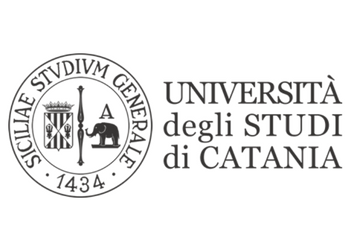 SICILIAE STVDIVM GENERALE
· 1434 ·
A
UNIVERSITÀ
degli STUDI
di CATANIA